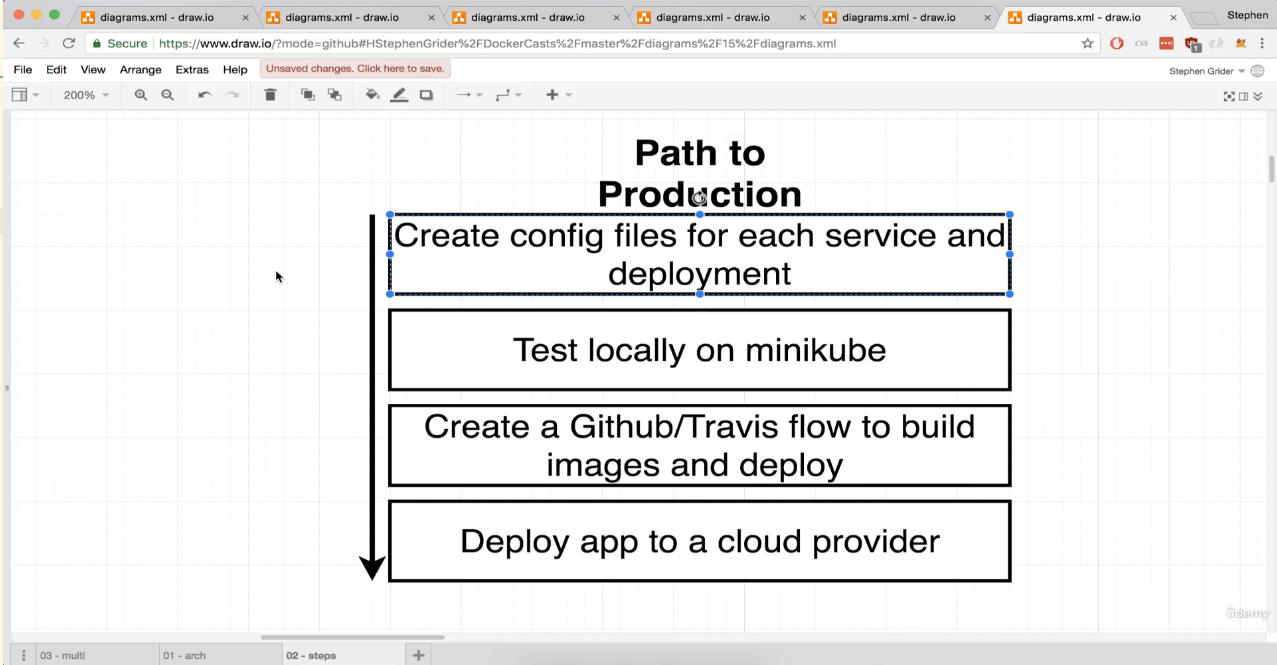 diagrams.xml - draw.io
diagrams.xml - draw.io
diagrams.xml - draw.io
diagrams.xml - draw.io
diagrams.xml - draw.io
diagrams.xml - draw.io
Stephen
Secure
https://www.draw.io/?mode=github#HStephenGrider%2FDockerCasts%2Fmaster%2Fdiagrams%2F15%2Fdiagrams.xml
CSS
1
File Edit View Arrange Extras Help
Unsaved changes. Click here to save.
Stephen Grider
200%
Path to
Production
Create config files for each service and
deployment
Test locally on minikube
Create a Github/Travis flow to build
images and deploy
Deploy app to a cloud provider
ûdemy
03 - multi
01 - arch
02 - steps